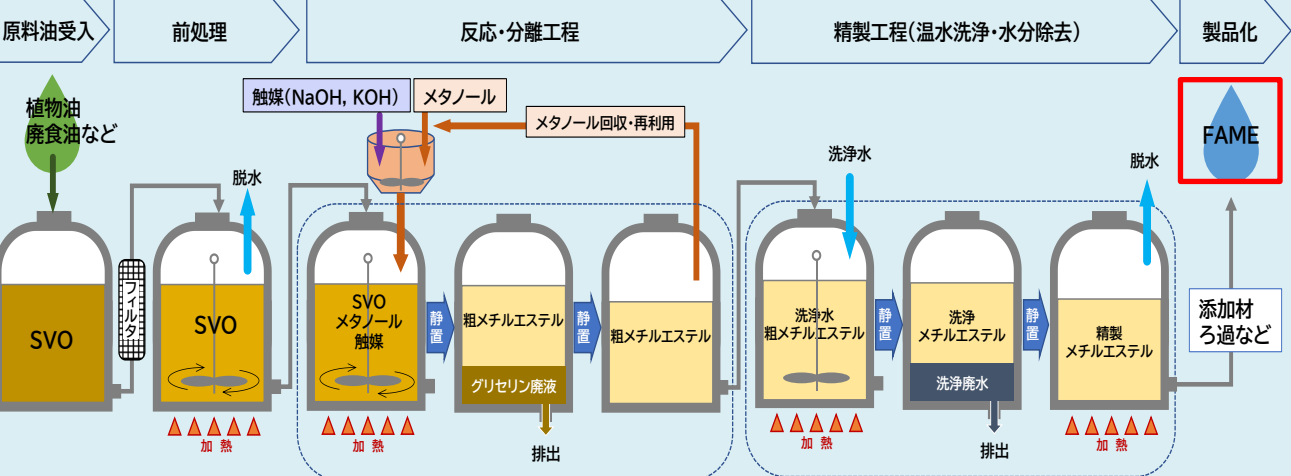 原料油受入
前処理
反応・分離工程
精製工程(温水洗浄・水分除去)
製品化
植物油
廃食油など
触媒(NaOH, KOH)
メタノール
メタノール回収・再利用
FAME
脱水
洗浄水
脱水
SVO
フィルタ
SVO
SVO
メタノール
触媒
静置
粗メチルエステル
グリセリン廃液
静置
粗メチルエステル
洗浄水
粗メチルエステル
静置
洗浄
メチルエステル
洗浄廃水
静置
精製
メチルエステル
添加材
ろ過など
加熱
加熱
排出
加熱
排出
加熱